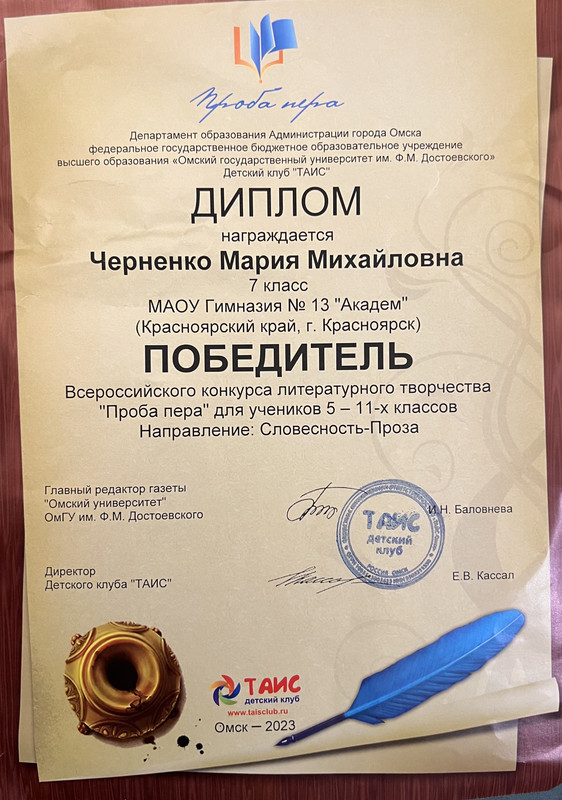 Проба пера
Департамент образования Администрации города Омска
федеральное государственное бюджетное образовательное учреждение
высшего образования «Омский государственный университет им. Ф.М. Достоевского»
Детский клуб "ТАИС"
ДИПЛОМ
награждается
Черненко Мария Михайловна
7 класс
МАОУ Гимназия № 13 "Академ"
(Красноярский край, г. Красноярск)
ПОБЕДИТЕЛЬ
Всероссийского конкурса литературного творчества
"Проба пера" для учеников 5 – 11-х классов
Направление: Словесность-Проза
Главный редактор газеты
"Омский университет"
ОмГУ им. Ф.М. Достоевского
И.Н. Баловнева
ТАИС
детский
клуб
РОССИЯ ОМСК
Директор
Детского клуба "ТАИС"
Е.В. Кассал
ТАИС
детский клуб
www.taisclub.ru
Омск – 2023